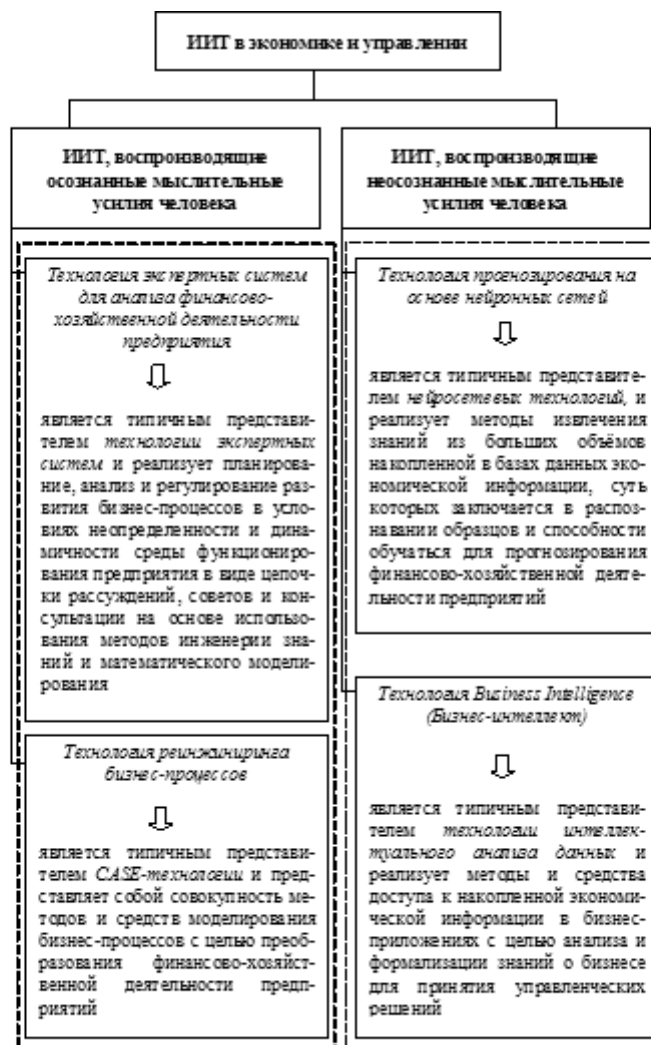 ИИТ в экономике и управлении
ИИТ, воспроизводящие
осознанные мыслительные
усилия человека
Технология экспертных систем
для анализа финансово-
хозяйственной деятельности
предприятия
является типичным представи-
телем технологии экспертных
систем и реализует планирова-
ние, анализ и регулирование раз-
вития бизнес-процессов в усло-
виях неопределенности и дина-
мичности среды функциониро-
вания предприятия в виде цепоч-
ки рассуждений, советов и кон-
сультации на основе использо-
вания методов инженерии зна-
ний и математического модели-
рования
Технология реинжиниринга
бизнес-процессов
является типичным представи-
телем CASE-технологии и пред-
ставляет собой совокупность ме-
тодов и средств моделирования
бизнес-процессов с целью преоб-
разования финансово-хозяйст-
венной деятельности предп-
риятий
ИИТ, воспроизводящие
неосознанные мыслительные
усилия человека
Технология прогнозирования на
основе нейронных сетей
является типичным представите-
лем нейросетевых технологий, и
реализует методы извлечения
знаний из больших объёмов
накопленной в базах данных эко-
номической информации, суть
которых заключается в распоз-
навании образцов и способности
обучаться для прогнозирования
финансово-хозяйственной деяте-
льности предприятий
Технология Business Intelligence
(Бизнес-интеллект)
является типичным представи-
телем технологии интеллек-
туального анализа данных и
реализует методы и средства
доступа к накопленной экономи-
ческой информации в бизнес-
приложениях с целью анализа и
формализации знаний о бизнесе
для принятия управленческих
решений